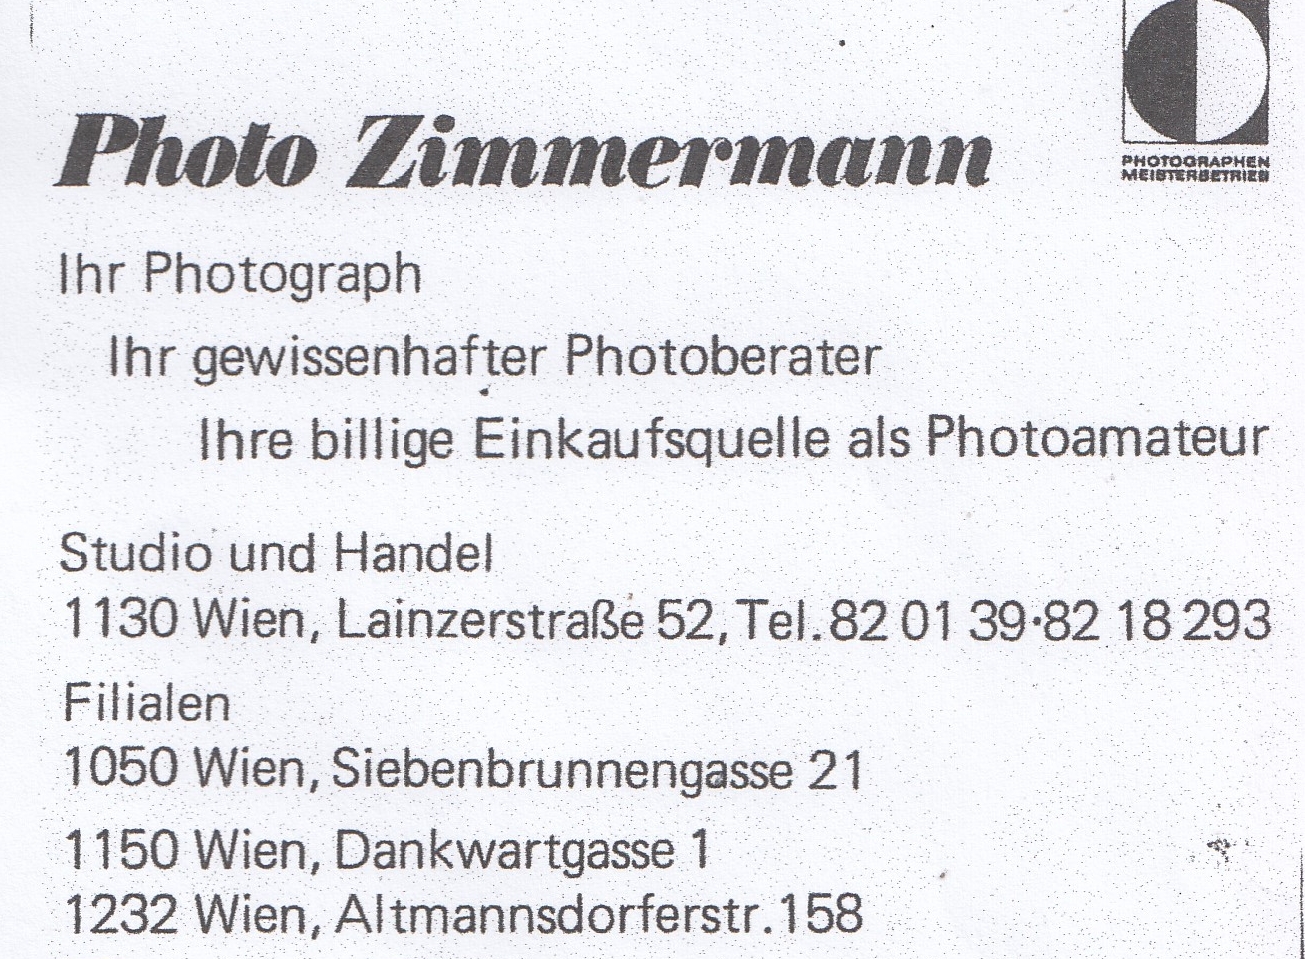 Photo Zimmermann
PHOTOGRAPHEN
MEISTERBETRIEB
Ihr Photograph
Ihr gewissenhafter Photoberater
Ihre billige Einkaufsquelle als Photoamateur
Studio und Handel
1130 Wien, Lainzerstraße 52, Tel. 82 01 39·82 18 293
Filialen
1050 Wien, Siebenbrunnengasse 21
1150 Wien, Dankwartgasse 1
1232 Wien, Altmannsdorferstr. 158